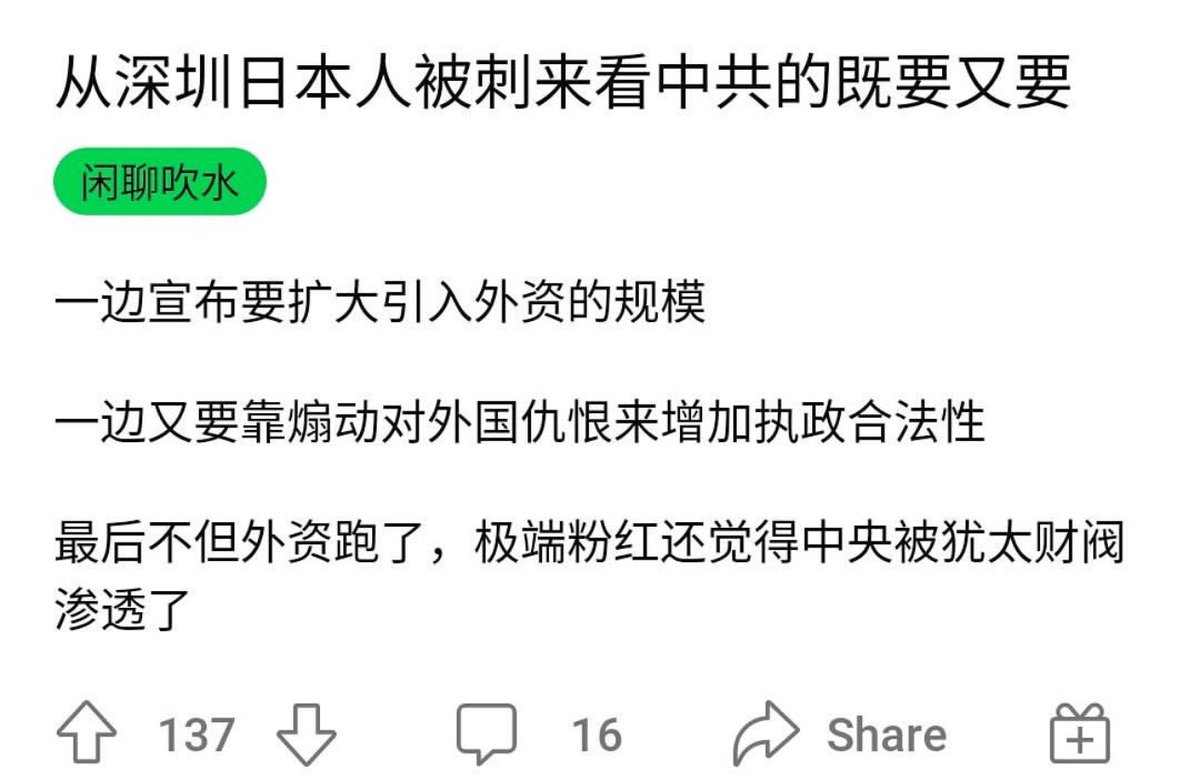 从深圳日本人被刺来看中共的既要又要
闲聊吹水
一边宣布要扩大引入外资的规模
一边又要靠煽动对外国仇恨来增加执政合法性
最后不但外资跑了，极端粉红还觉得中央被犹太财阀
渗透了
137
16
Share